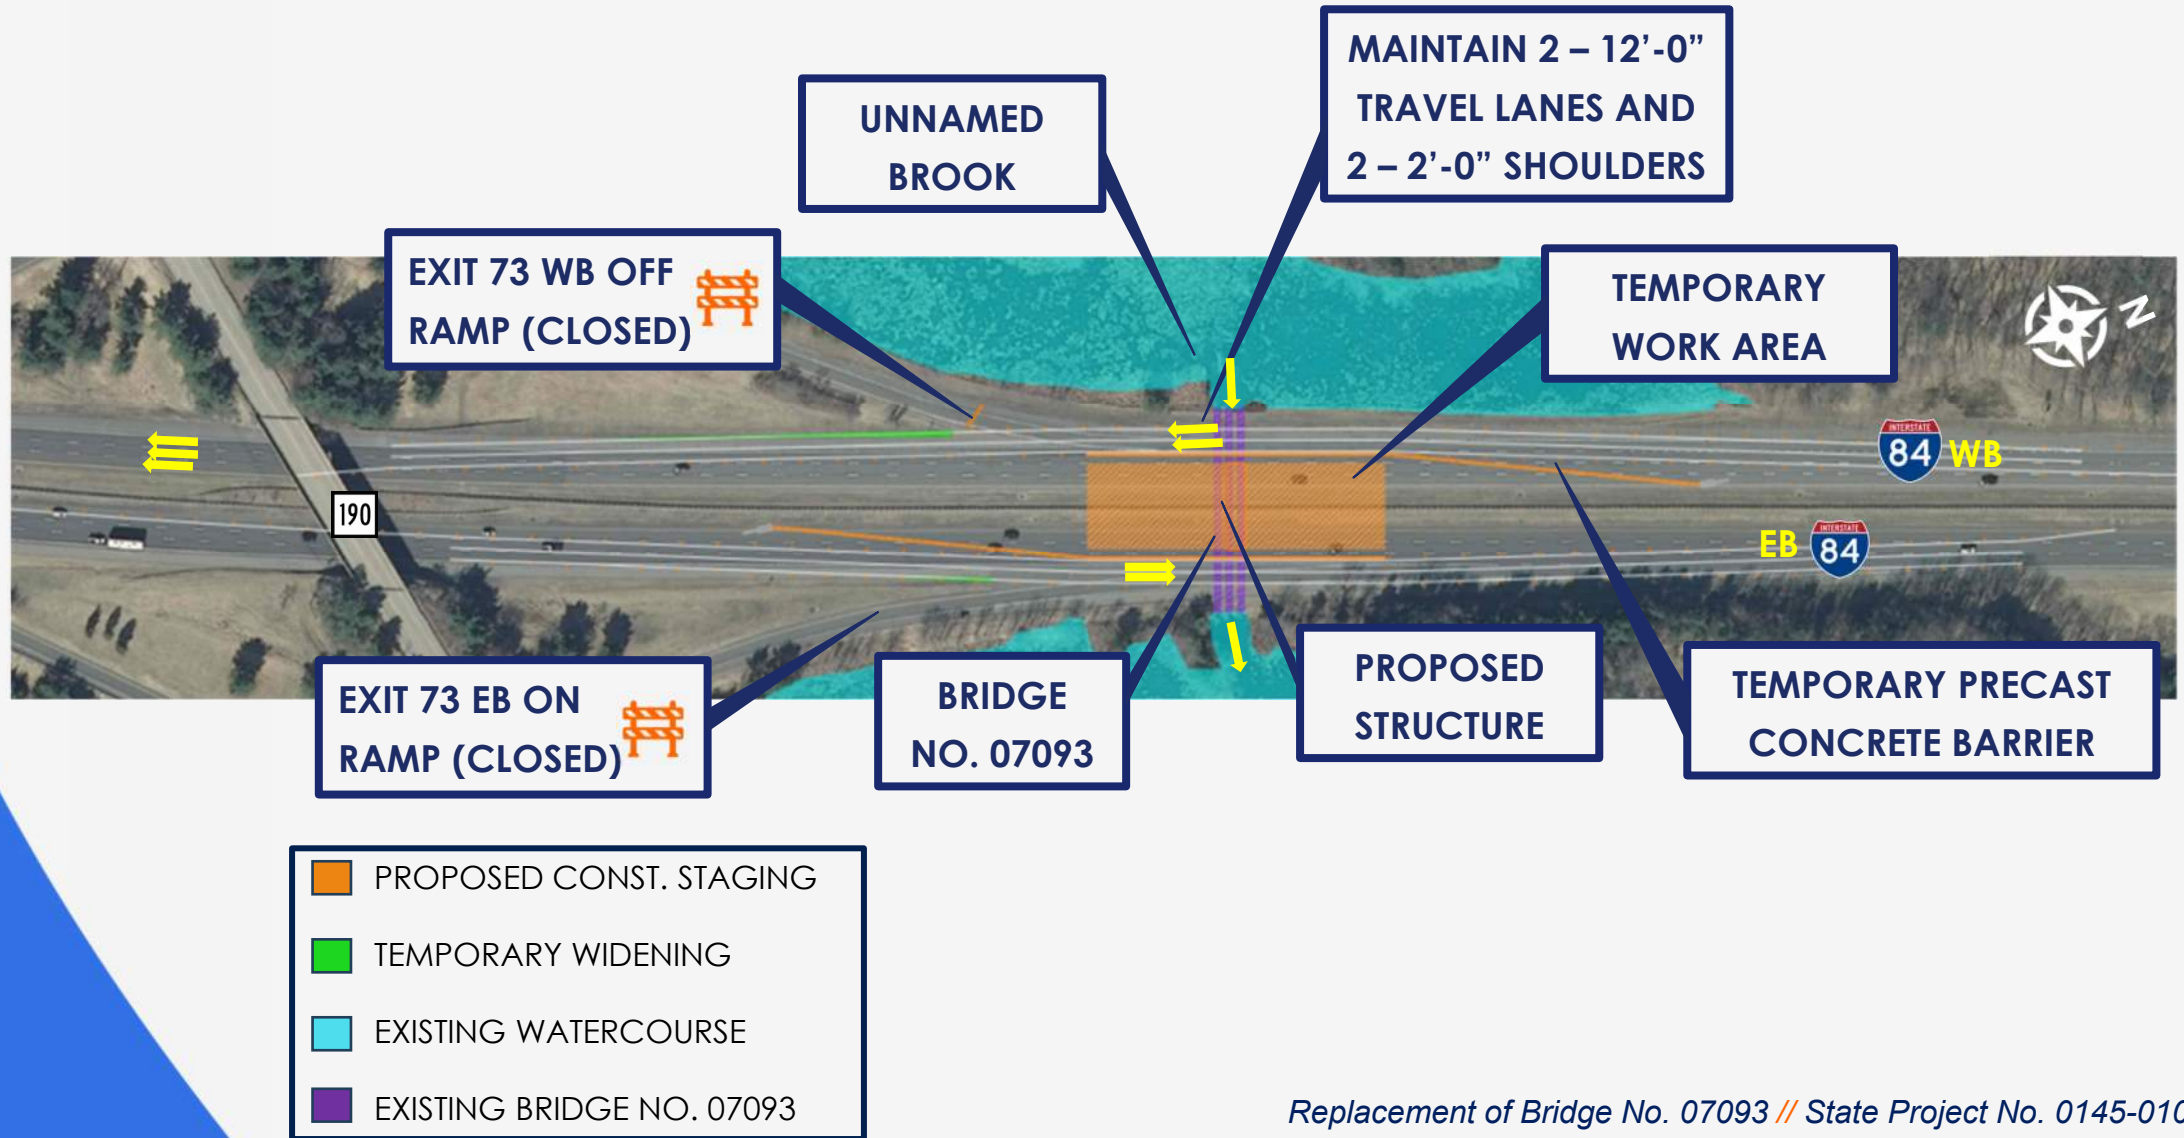 MAINTAIN 2 – 12’-0”
TRAVEL LANES AND
2 – 2’-0” SHOULDERS
UNNAMED
BROOK
EXIT 73 WB OFF
RAMP (CLOSED)
TEMPORARY
WORK AREA
N
INTERSTATE
84
WB
190
EB
INTERSTATE
84
EXIT 73 EB ON
RAMP (CLOSED)
BRIDGE
NO. 07093
PROPOSED
STRUCTURE
TEMPORARY PRECAST
CONCRETE BARRIER
PROPOSED CONST. STAGING
TEMPORARY WIDENING
EXISTING WATERCOURSE
EXISTING BRIDGE NO. 07093
Replacement of Bridge No. 07093 // State Project No. 0145-010